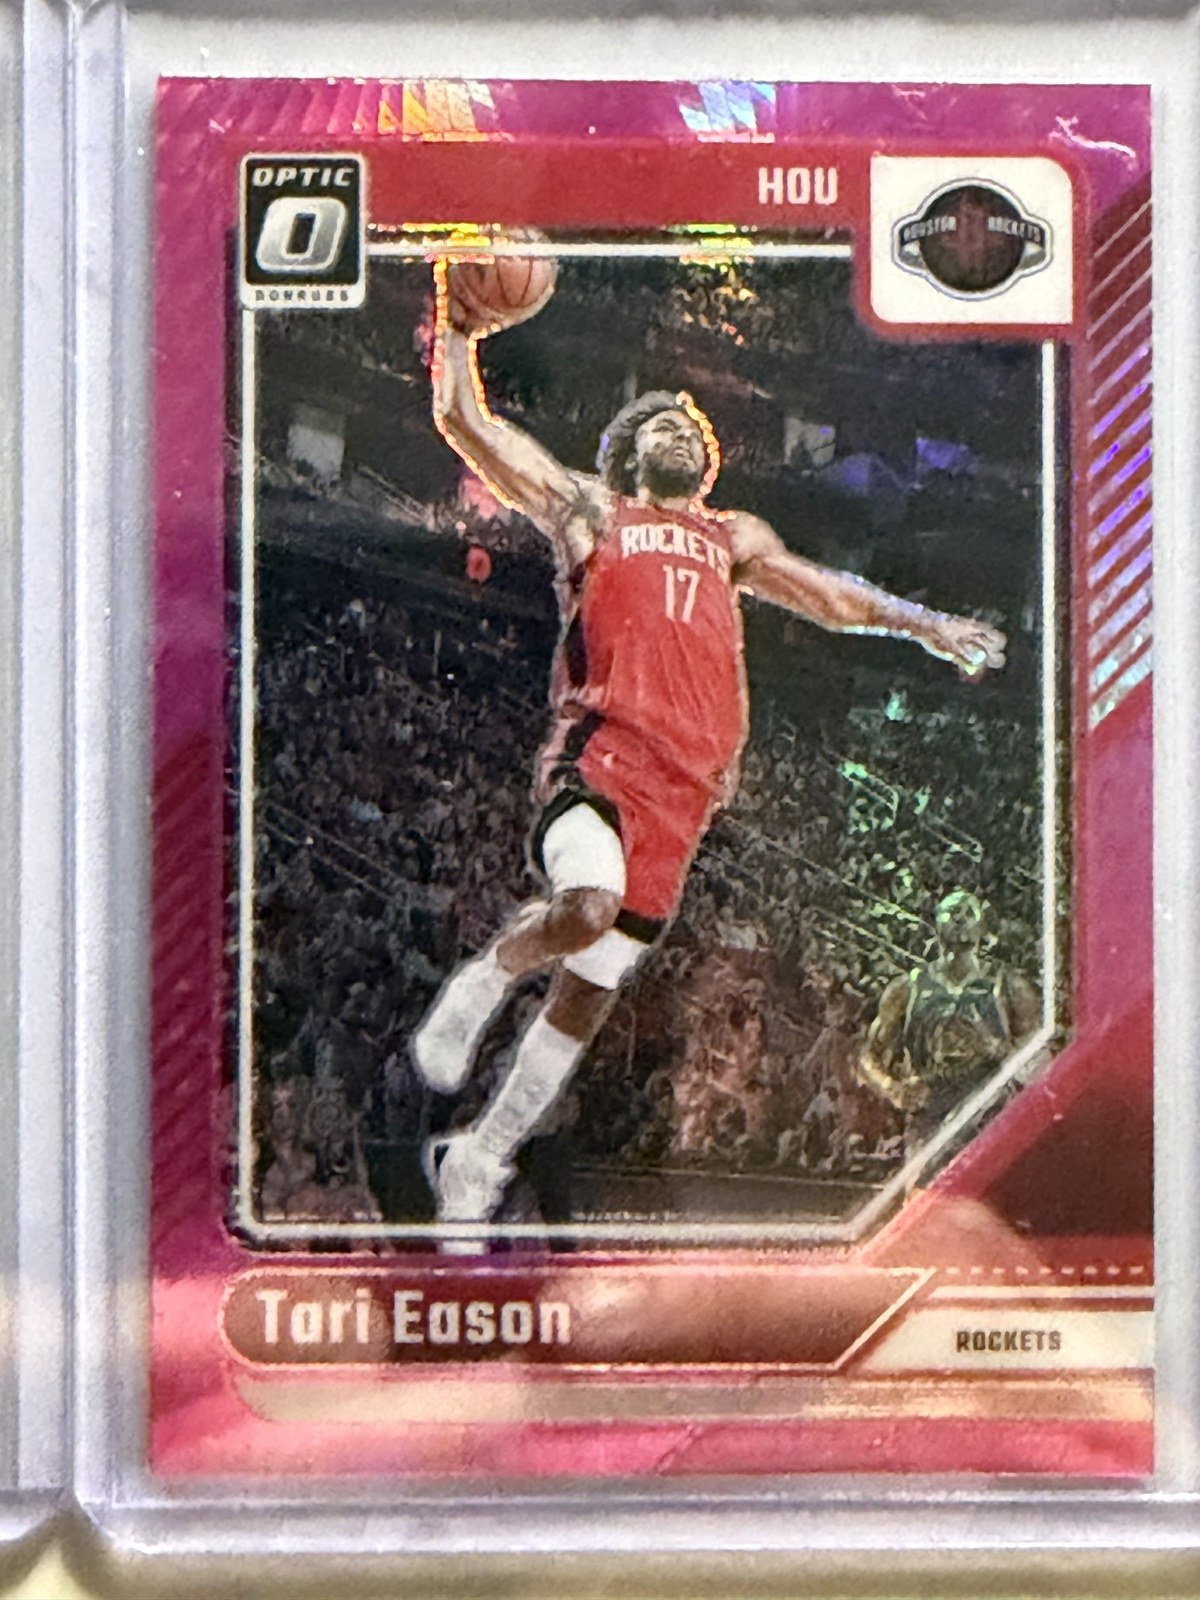 OPTIC
DONRUSS
HOU
HOUSTON ROCKETS
ROCKETS
17
Tari Eason
ROCKETS